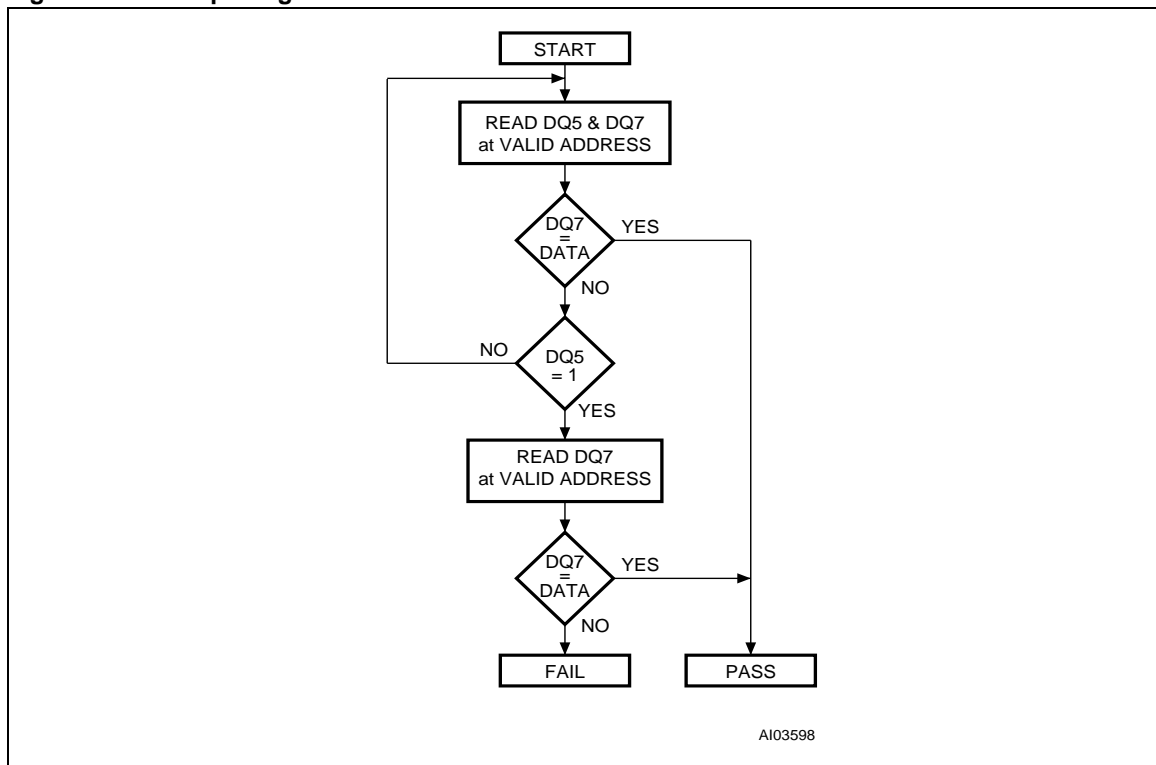 START
READ DQ5 & DQ7
at VALID ADDRESS
DQ7
=
DATA
YES
NO
NO
DQ5
= 1
YES
READ DQ7
at VALID ADDRESS
DQ7
=
DATA
YES
NO
FAIL
PASS
AI03598